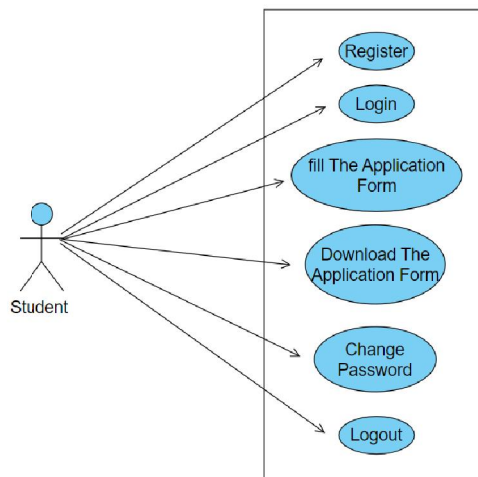 Register
Login
fill The Application
Form
Download The
Application Form
Student
Change
Password
Logout